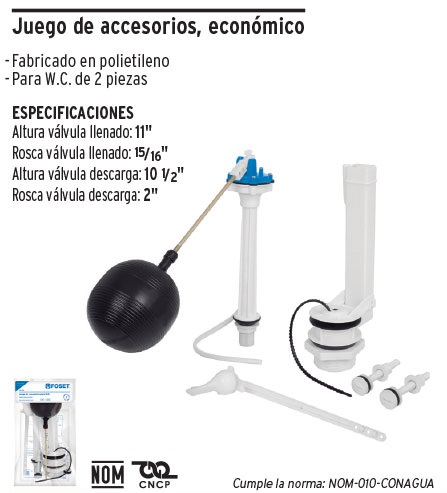 Juego de accesorios, económico
- Fabricado en polietileno
- Para W.C. de 2 piezas
ESPECIFICACIONES
Altura válvula llenado: 11"
Rosca válvula llenado: 15/16"
Altura válvula descarga: 10 1/2"
Rosca válvula descarga: 2"
FOSET
NOM
CNCP
Cumple la norma: NOM-010-CONAGUA